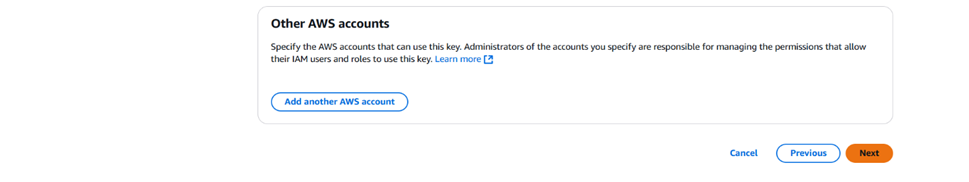 Other AWS accounts
Specify the AWS accounts that can use this key. Administrators of the accounts you specify are responsible for managing the permissions that allow
their IAM users and roles to use this key. Learn more
Add another AWS account
Cancel Previous Next